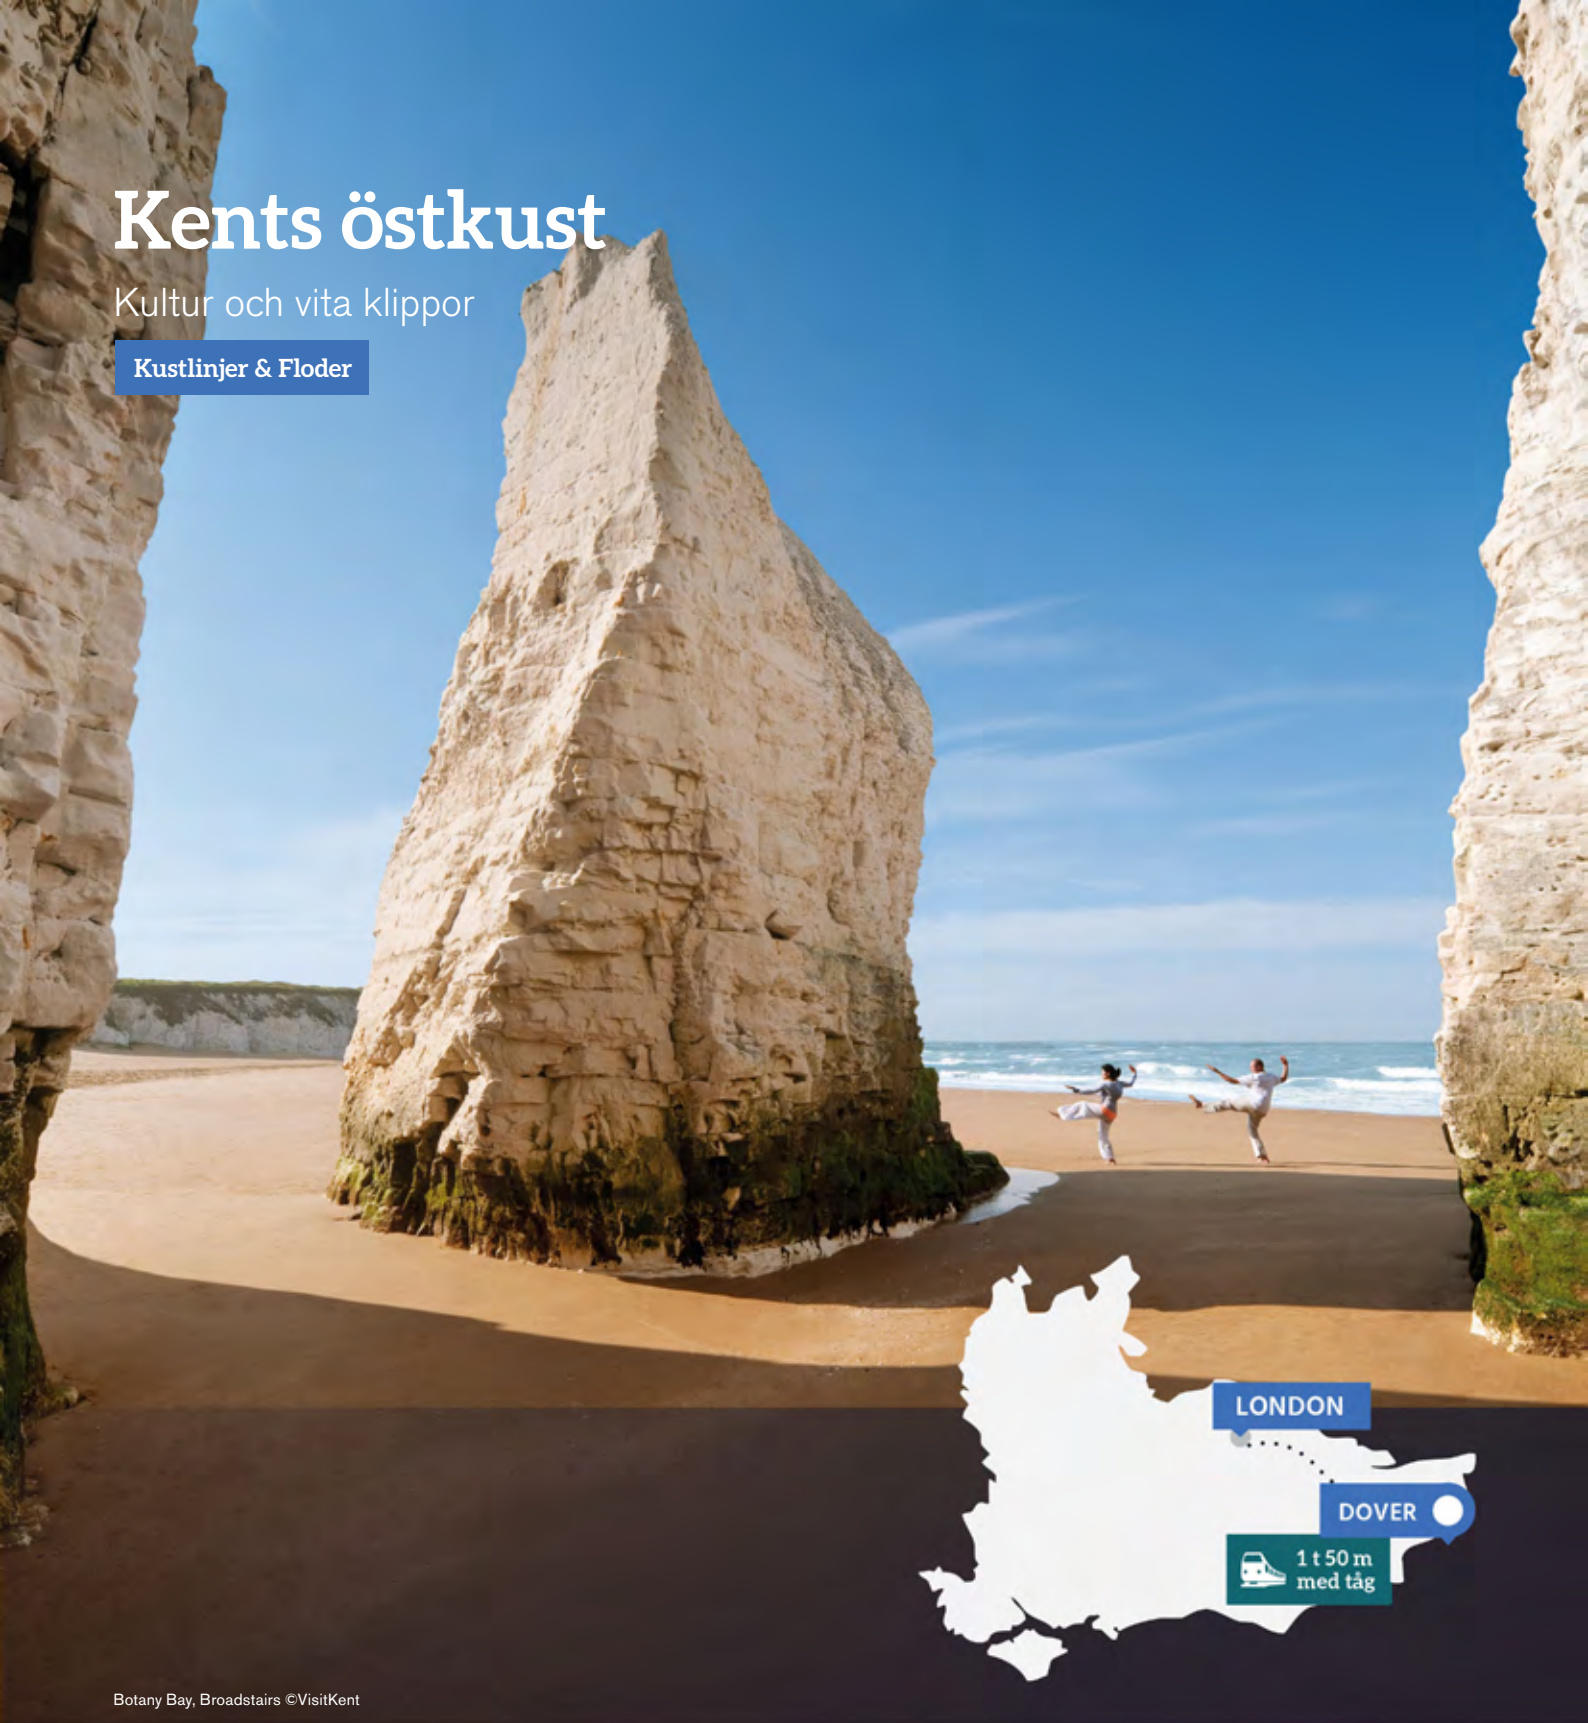 Kents östkust
Kultur och vita klippor
Kustlinjer & Floder
LONDON
DOVER
1 t 50 m
med tåg
Botany Bay, Broadstairs ©VisitKent